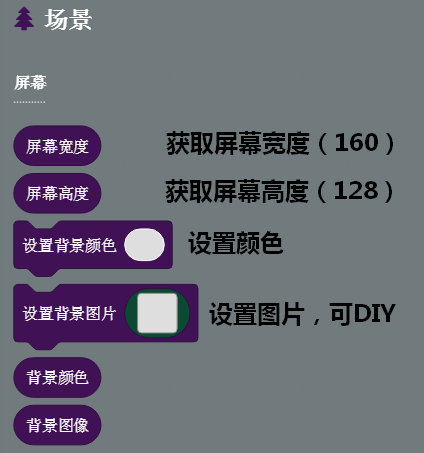 场景
屏幕
屏幕宽度 获取屏幕宽度（160）
屏幕高度 获取屏幕高度（128）
设置背景颜色 设置颜色
设置背景图片 设置图片，可DIY
背景颜色
背景图像